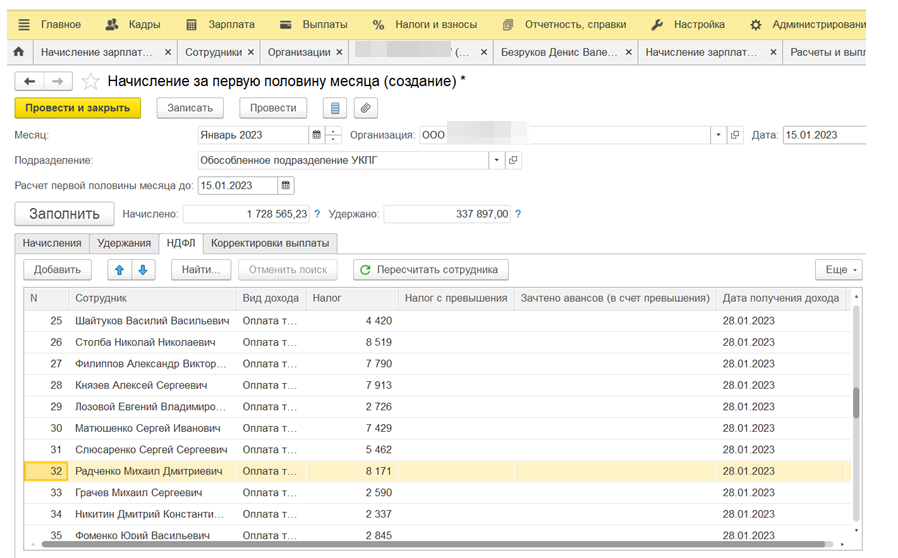 Главное Кадры Зарплата Выплаты % Налоги и взносы Отчетность, справки Настройка Администрировани
Начисление зарплат... × Сотрудники × Организации × (... × Безруков Денис Вале... × Начисление зарплат... × Расчеты и выпл
Начисление за первую половину месяца (создание) *
Провести и закрыть Записать Провести
Месяц: Январь 2023 Организация: ООО Дата: 15.01.2023
Подразделение: Обособленное подразделение УКПГ
Расчет первой половины месяца до: 15.01.2023
Заполнить Начислено: 1 728 565,23 ? Удержано: 337 897,00 ?
Начисления Удержания НДФЛ Корректировки выплаты
Добавить Найти... Отменить поиск Пересчитать сотрудника Еще
N Сотрудник Вид дохода Налог Налог с превышения Зачтено авансов (в счет превышения) Дата получения дохода
25 Шайтуков Василий Васильевич Оплата т... 4 420 28.01.2023
26 Столба Николай Николаевич Оплата т... 8 519 28.01.2023
27 Филиппов Александр Виктор... Оплата т... 7 790 28.01.2023
28 Князев Алексей Сергеевич Оплата т... 7 913 28.01.2023
29 Лозовой Евгений Владимиро... Оплата т... 2 726 28.01.2023
30 Матюшенко Сергей Иванович Оплата т... 7 429 28.01.2023
31 Слюсаренко Сергей Сергеевич Оплата т... 5 462 28.01.2023
32 Радченко Михаил Дмитриевич Оплата т... 8 171 28.01.2023
33 Грачев Михаил Сергеевич Оплата т... 2 590 28.01.2023
34 Никитин Дмитрий Константи... Оплата т... 2 337 28.01.2023
35 Фоменко Юрий Васильевич Оплата т... 2 845 28.01.2023